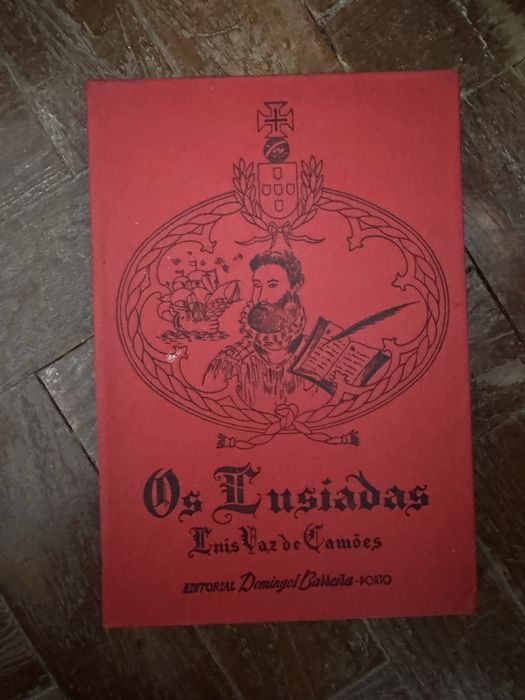 Os Lusiadas
Luis Vaz de Camões
EDITORIAL Domingos Barreira - PORTO